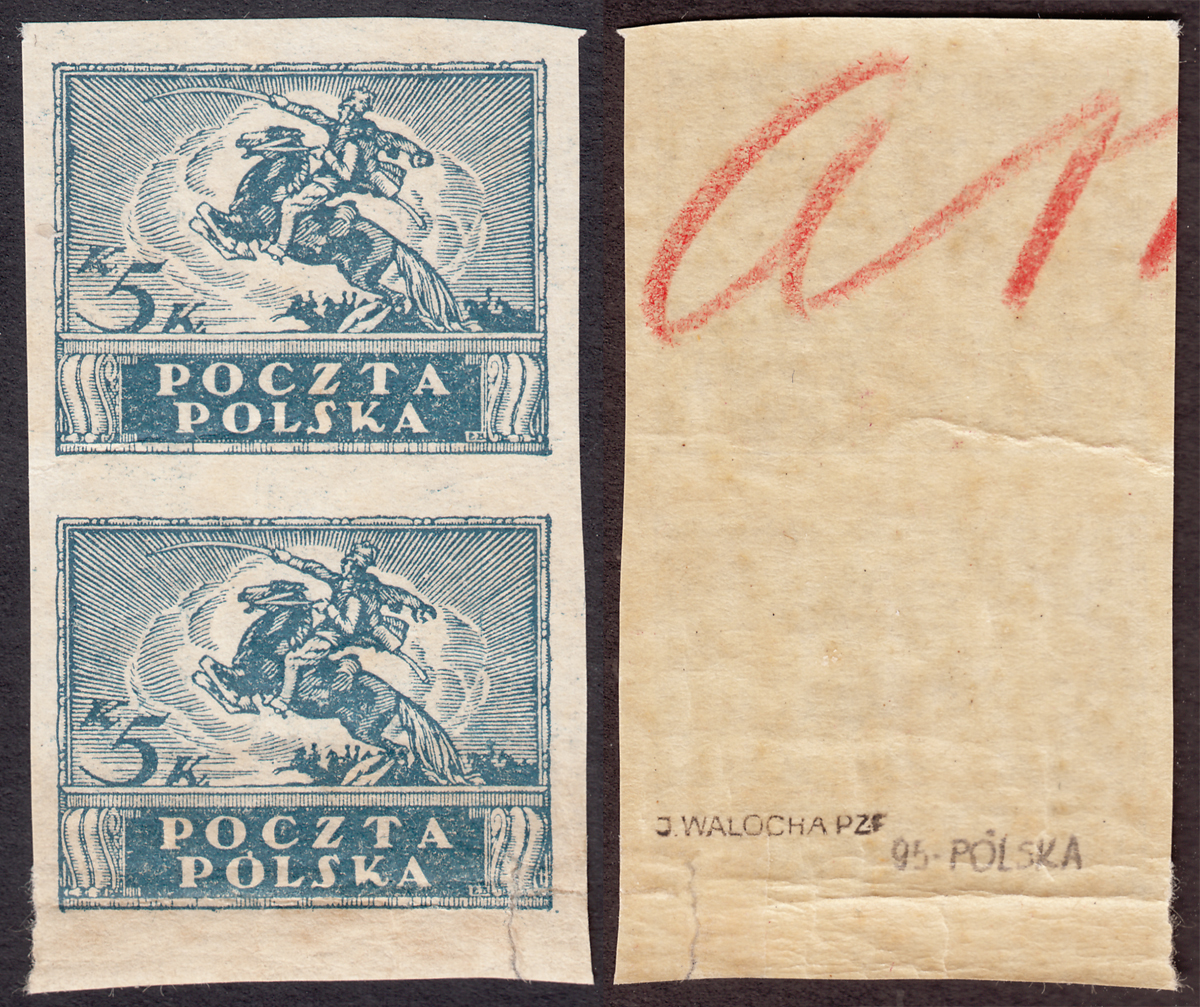 K
5 K.
POCZTA
POLSKA
K
5 K.
POCZTA
POLSKA
J. WALOCHA PZF
95- POLSKA